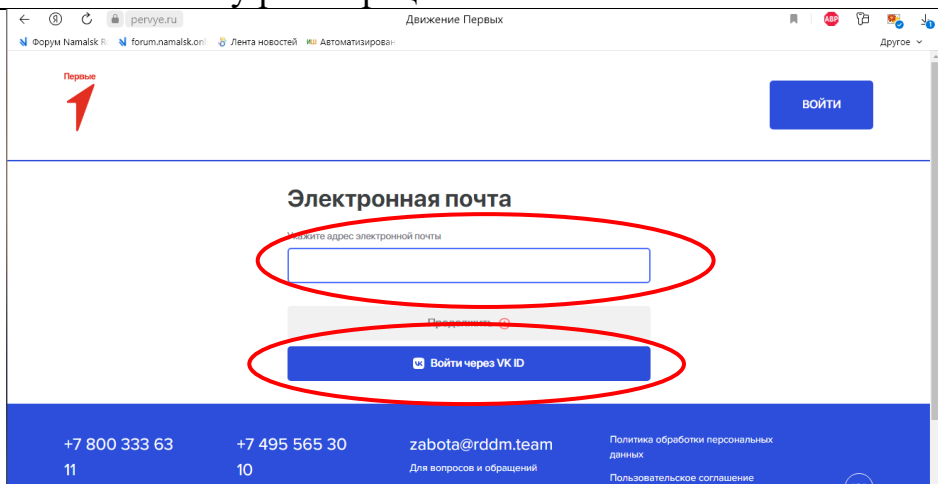 pervye.ru
Движение Первых
ABP
Форум Namalsk R
forum.namalsk.onl
Лента новостей
Автоматизирован
Другое
Первые
ВОЙТИ
Электронная почта
Укажите адрес электронной почты
Продолжить
Войти через VK ID
+7 800 333 63
11
+7 495 565 30
10
zabota@rddm.team
Для вопросов и обращений
Политика обработки персональных
данных
Пользовательское соглашение